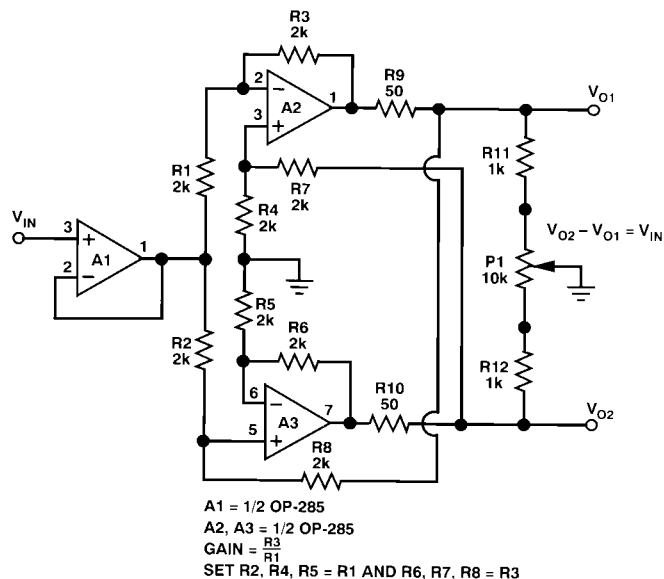 R3
2k
2
3
A2
1
R9
50
V_O1
R1
2k
R7
2k
R11
1k
R4
2k
V_IN
3
2
A1
1
V_O2 – V_O1 = V_IN
P1
10k
R5
2k
R2
2k
R6
2k
R12
1k
6
5
A3
7
R10
50
V_O2
R8
2k
A1 = 1/2 OP-285
A2, A3 = 1/2 OP-285
GAIN = R3/R1
SET R2, R4, R5 = R1 AND R6, R7, R8 = R3